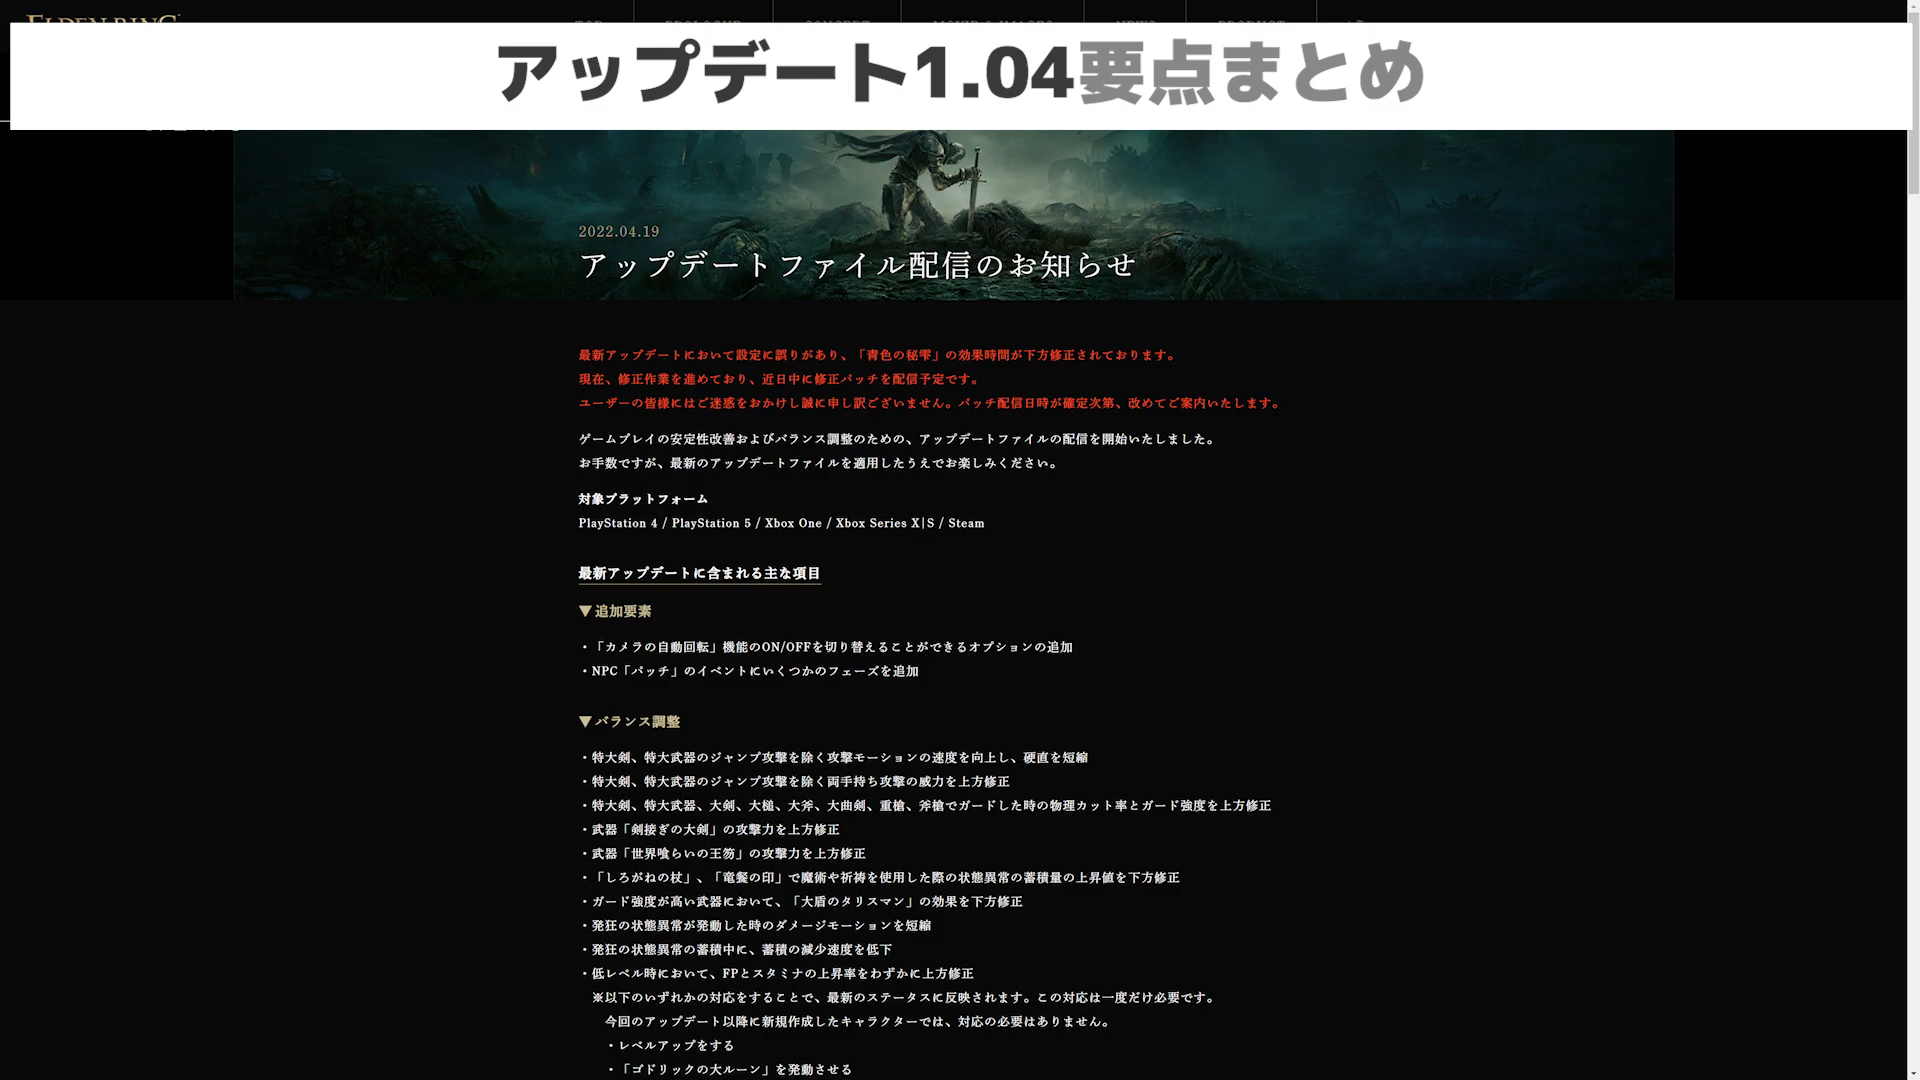 アップデート1.04要点まとめ
2022.04.19
アップデートファイル配信のお知らせ
最新アップデートにおいて設定に誤りがあり、「青色の秘雫」の効果時間が下方修正されております。
現在、修正作業を進めており、近日中に修正パッチを配信予定です。
ユーザーの皆様にはご迷惑をおかけし誠に申し訳ございません。パッチ配信日時が確定次第、改めてご案内いたします。
ゲームプレイの安定性改善およびバランス調整のための、アップデートファイルの配信を開始いたしました。
お手数ですが、最新のアップデートファイルを適用したうえでお楽しみください。
対象プラットフォーム
PlayStation 4 / PlayStation 5 / Xbox One / Xbox Series X|S / Steam
最新アップデートに含まれる主な項目
▼追加要素
・「カメラの自動回転」機能のON/OFFを切り替えることができるオプションの追加
・NPC「パッチ」のイベントにいくつかのフェーズを追加
▼バランス調整
・特大剣、特大武器のジャンプ攻撃を除く攻撃モーションの速度を向上し、硬直を短縮
・特大剣、特大武器のジャンプ攻撃を除く両手持ち攻撃の威力を上方修正
・特大剣、特大武器、大剣、大槌、大斧、大曲剣、重槍、斧槍でガードした時の物理カット率とガード強度を上方修正
・武器「剣接ぎの大剣」の攻撃力を上方修正
・武器「世界喰らいの王笏」の攻撃力を上方修正
・「しろがねの杖」、「竜餐の印」で魔術や祈祷を使用した際の状態異常の蓄積量の上昇値を下方修正
・ガード強度が高い武器において、「大盾のタリスマン」の効果を下方修正
・発狂の状態異常が発動した時のダメージモーションを短縮
・発狂の状態異常の蓄積中に、蓄積の減少速度を低下
・低レベル時において、FPとスタミナの上昇率をわずかに上方修正
※以下のいずれかの対応をすることで、最新のステータスに反映されます。この対応は一度だけ必要です。
今回のアップデート以降に新規作成したキャラクターでは、対応の必要はありません。
・レベルアップをする
・「ゴドリックの大ルーン」を発動させる